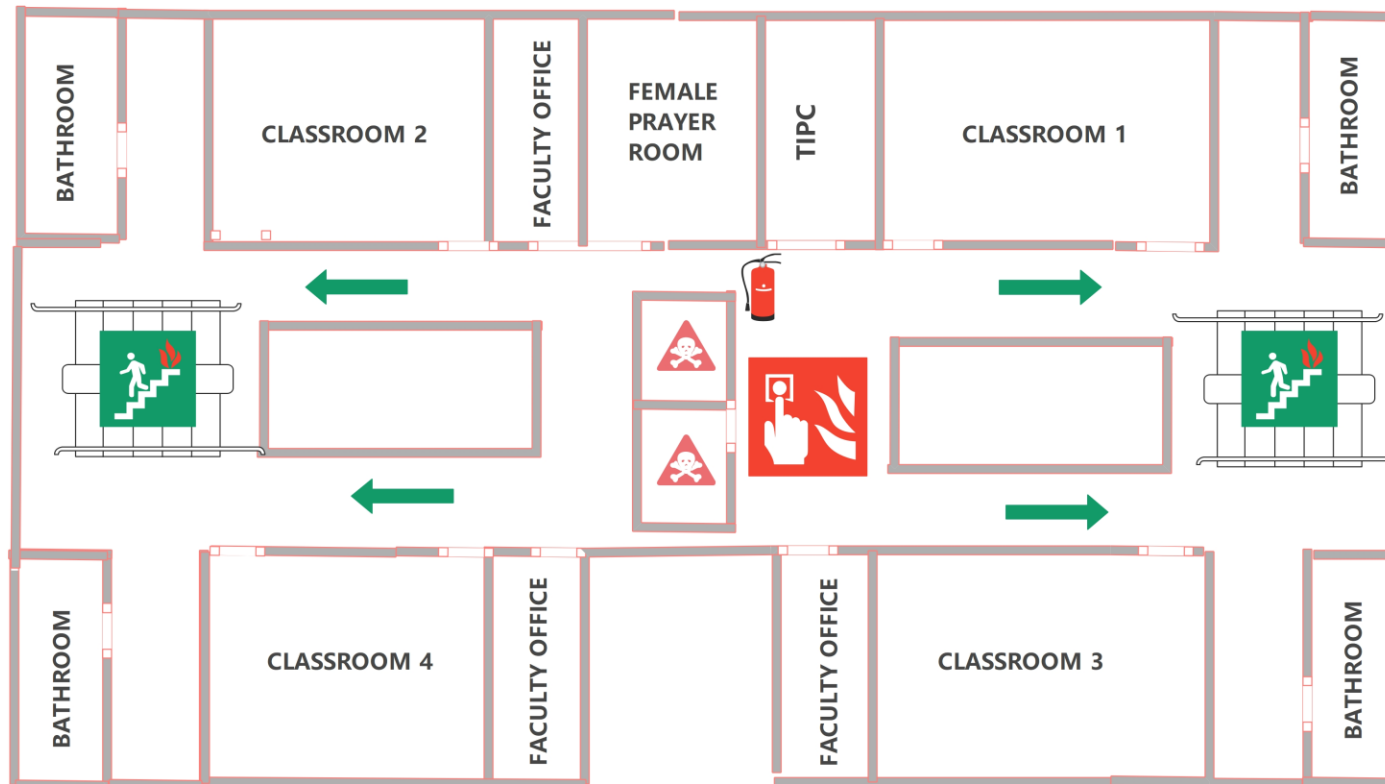 BATHROOM
CLASSROOM 2
FACULTY OFFICE
FEMALE
PRAYER
ROOM
TIPC
CLASSROOM 1
BATHROOM
BATHROOM
CLASSROOM 4
FACULTY OFFICE
FACULTY OFFICE
CLASSROOM 3
BATHROOM